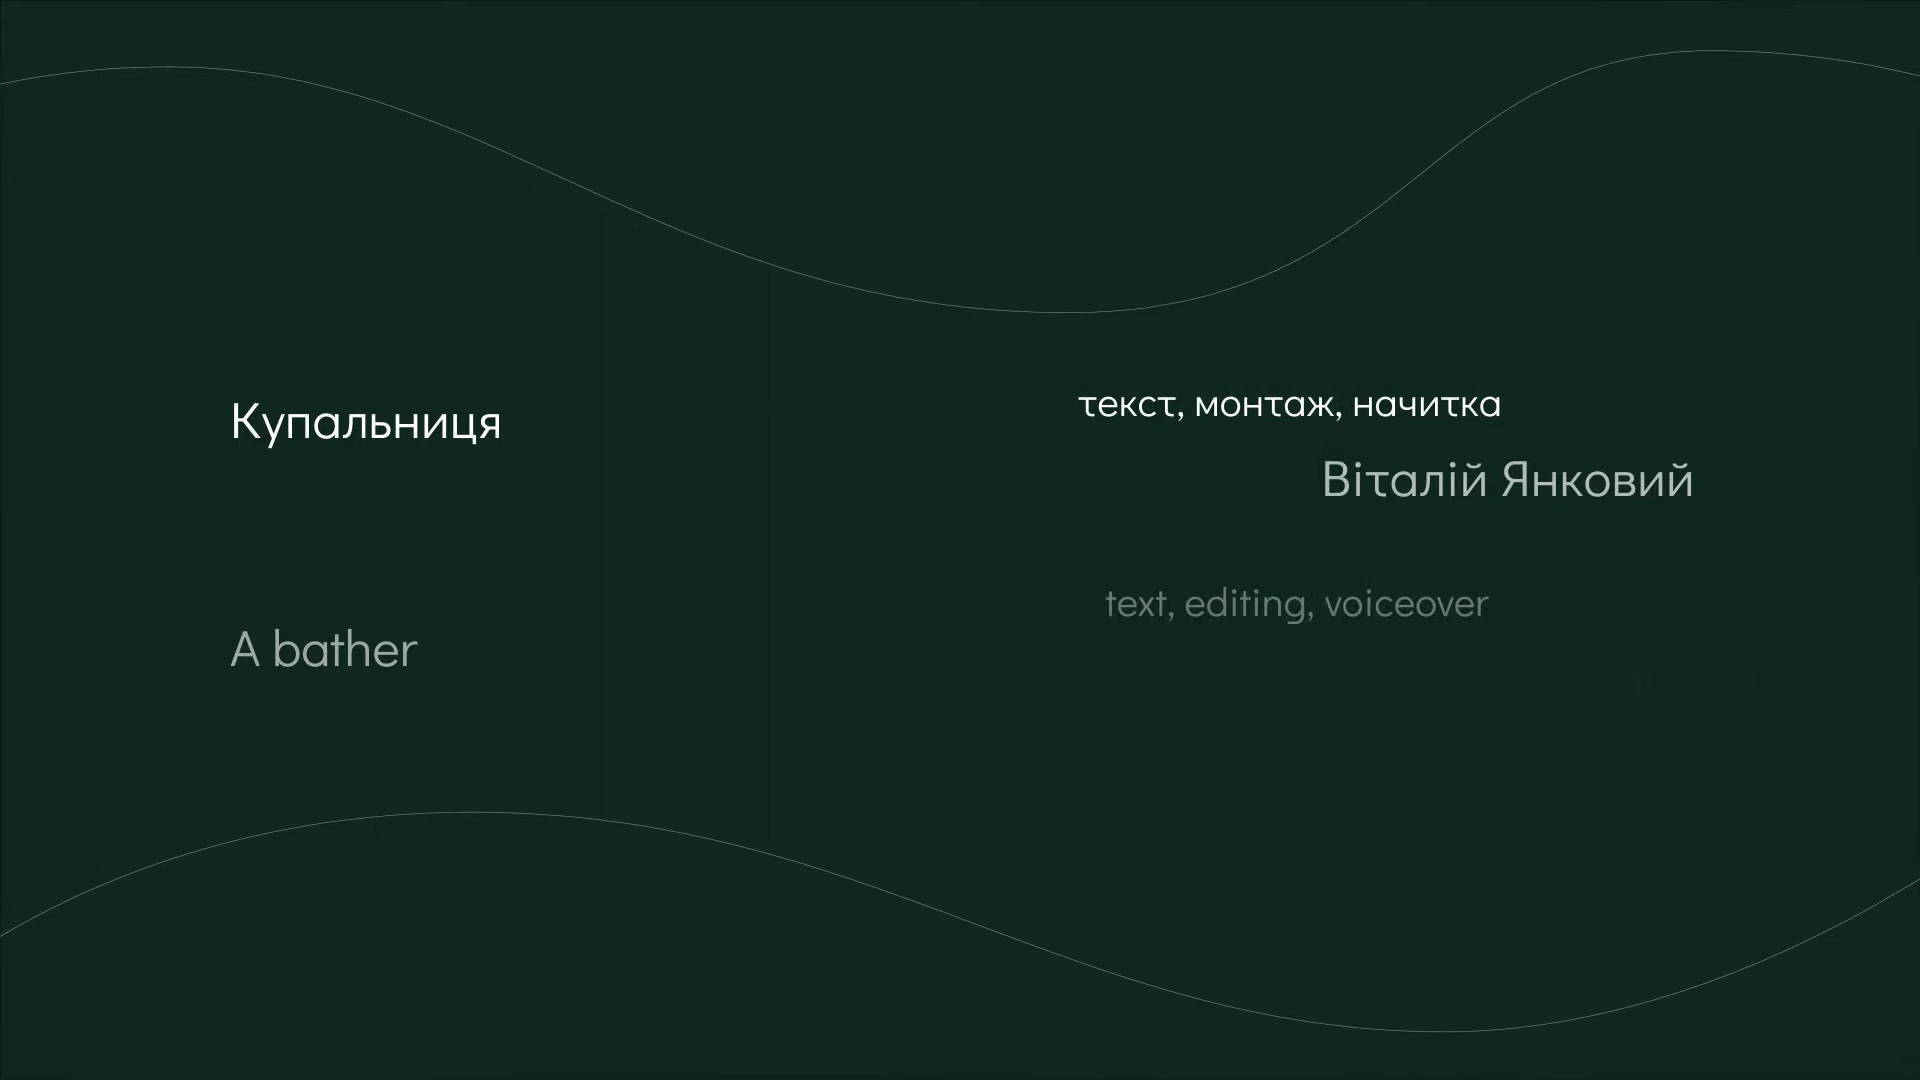 Купальниця
A bather
текст, монтаж, начитка
Віталій Янковий
text, editing, voiceover